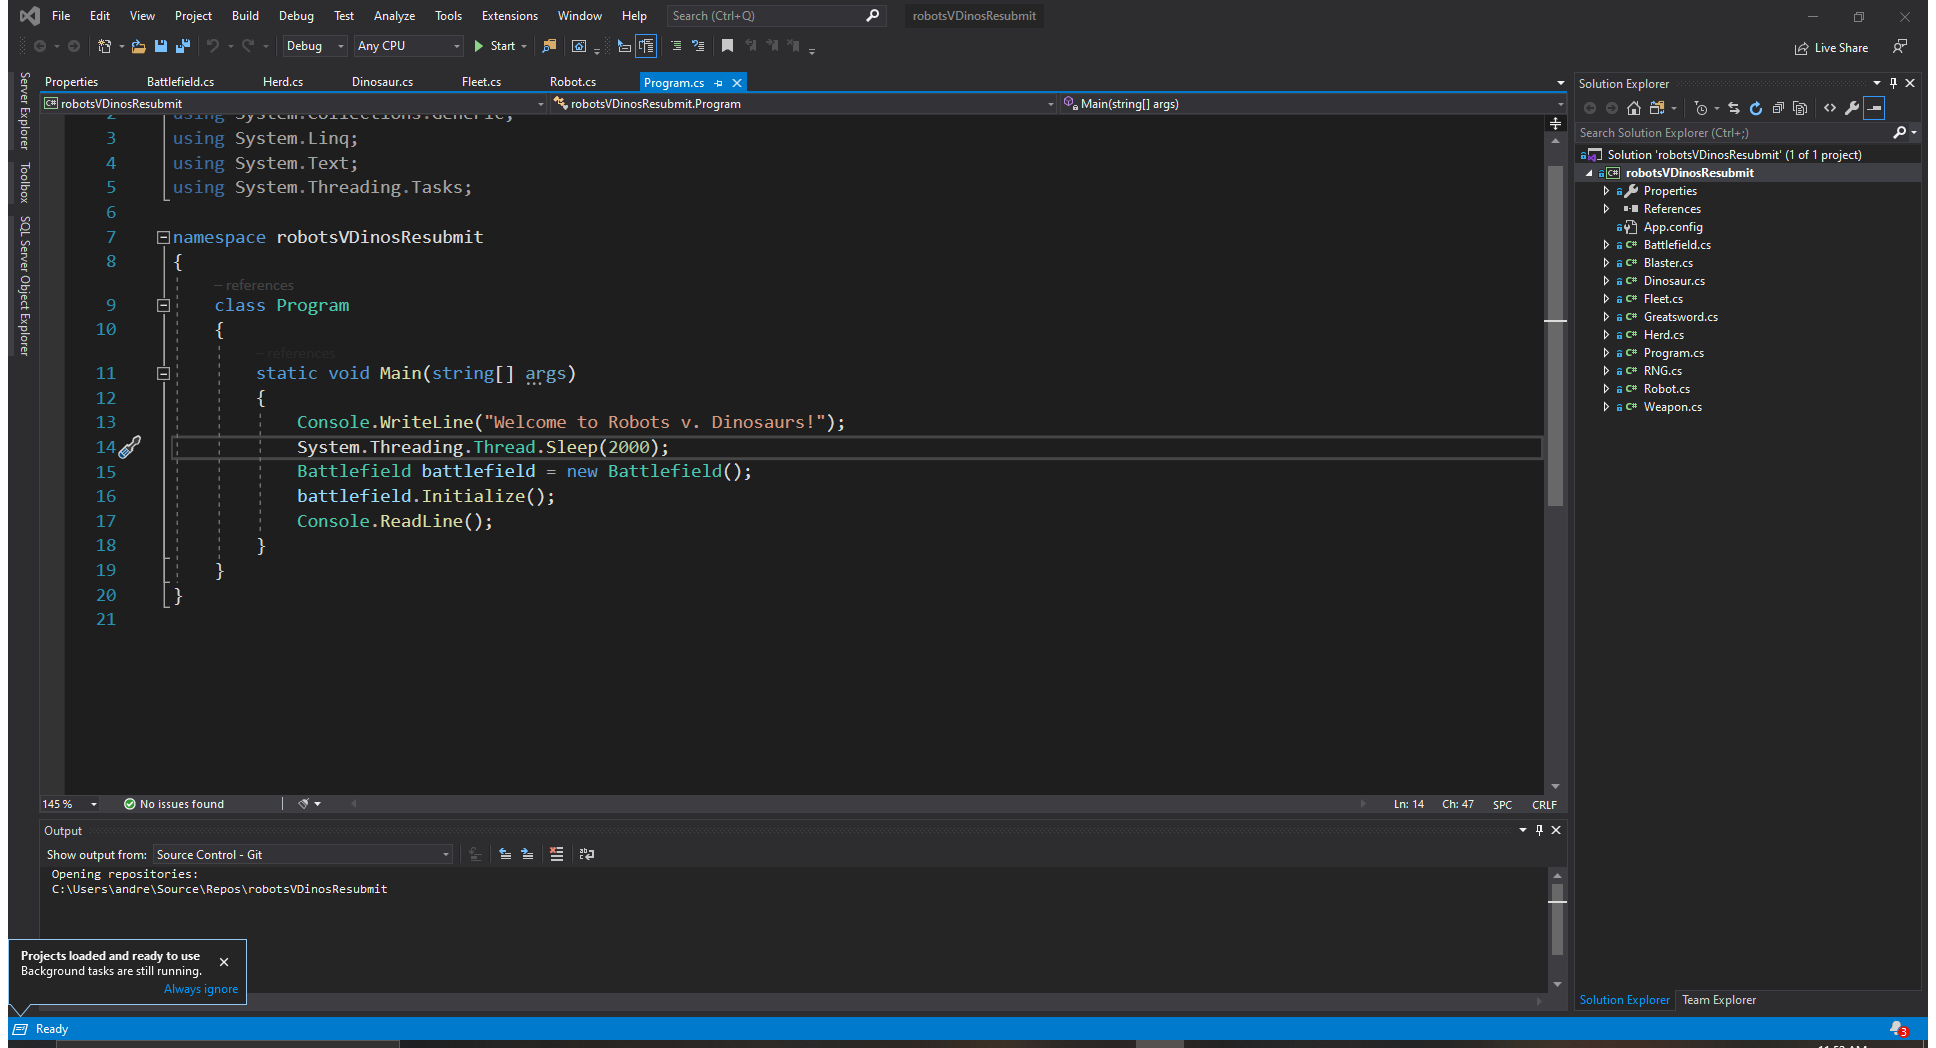 File Edit View Project Build Debug Test Analyze Tools Extensions Window Help Search (Ctrl+Q) robotsVDinosResubmit
Debug Any CPU Start Live Share
Server Explorer
Toolbox
SQL Server Object Explorer
Properties Battlefield.cs Herd.cs Dinosaur.cs Fleet.cs Robot.cs Program.cs
C# robotsVDinosResubmit robotsVDinosResubmit.Program Main(string[] args)
2 using System.Collections.Generic;
3 using System.Linq;
4 using System.Text;
5 using System.Threading.Tasks;
6
7 namespace robotsVDinosResubmit
8 {
– references
9 class Program
10 {
– references
11 static void Main(string[] args)
12 {
13 Console.WriteLine("Welcome to Robots v. Dinosaurs!");
14 System.Threading.Thread.Sleep(2000);
15 Battlefield battlefield = new Battlefield();
16 battlefield.Initialize();
17 Console.ReadLine();
18 }
19 }
20 }
21
145 % No issues found Ln: 14 Ch: 47 SPC CRLF
Output
Show output from: Source Control - Git
Opening repositories:
C:\Users\andre\Source\Repos\robotsVDinosResubmit
Projects loaded and ready to use
Background tasks are still running.
Always ignore
Solution Explorer
Search Solution Explorer (Ctrl+;)
Solution 'robotsVDinosResubmit' (1 of 1 project)
C# robotsVDinosResubmit
Properties
References
App.config
C# Battlefield.cs
C# Blaster.cs
C# Dinosaur.cs
C# Fleet.cs
C# Greatsword.cs
C# Herd.cs
C# Program.cs
C# RNG.cs
C# Robot.cs
C# Weapon.cs
Solution Explorer Team Explorer
Ready 3